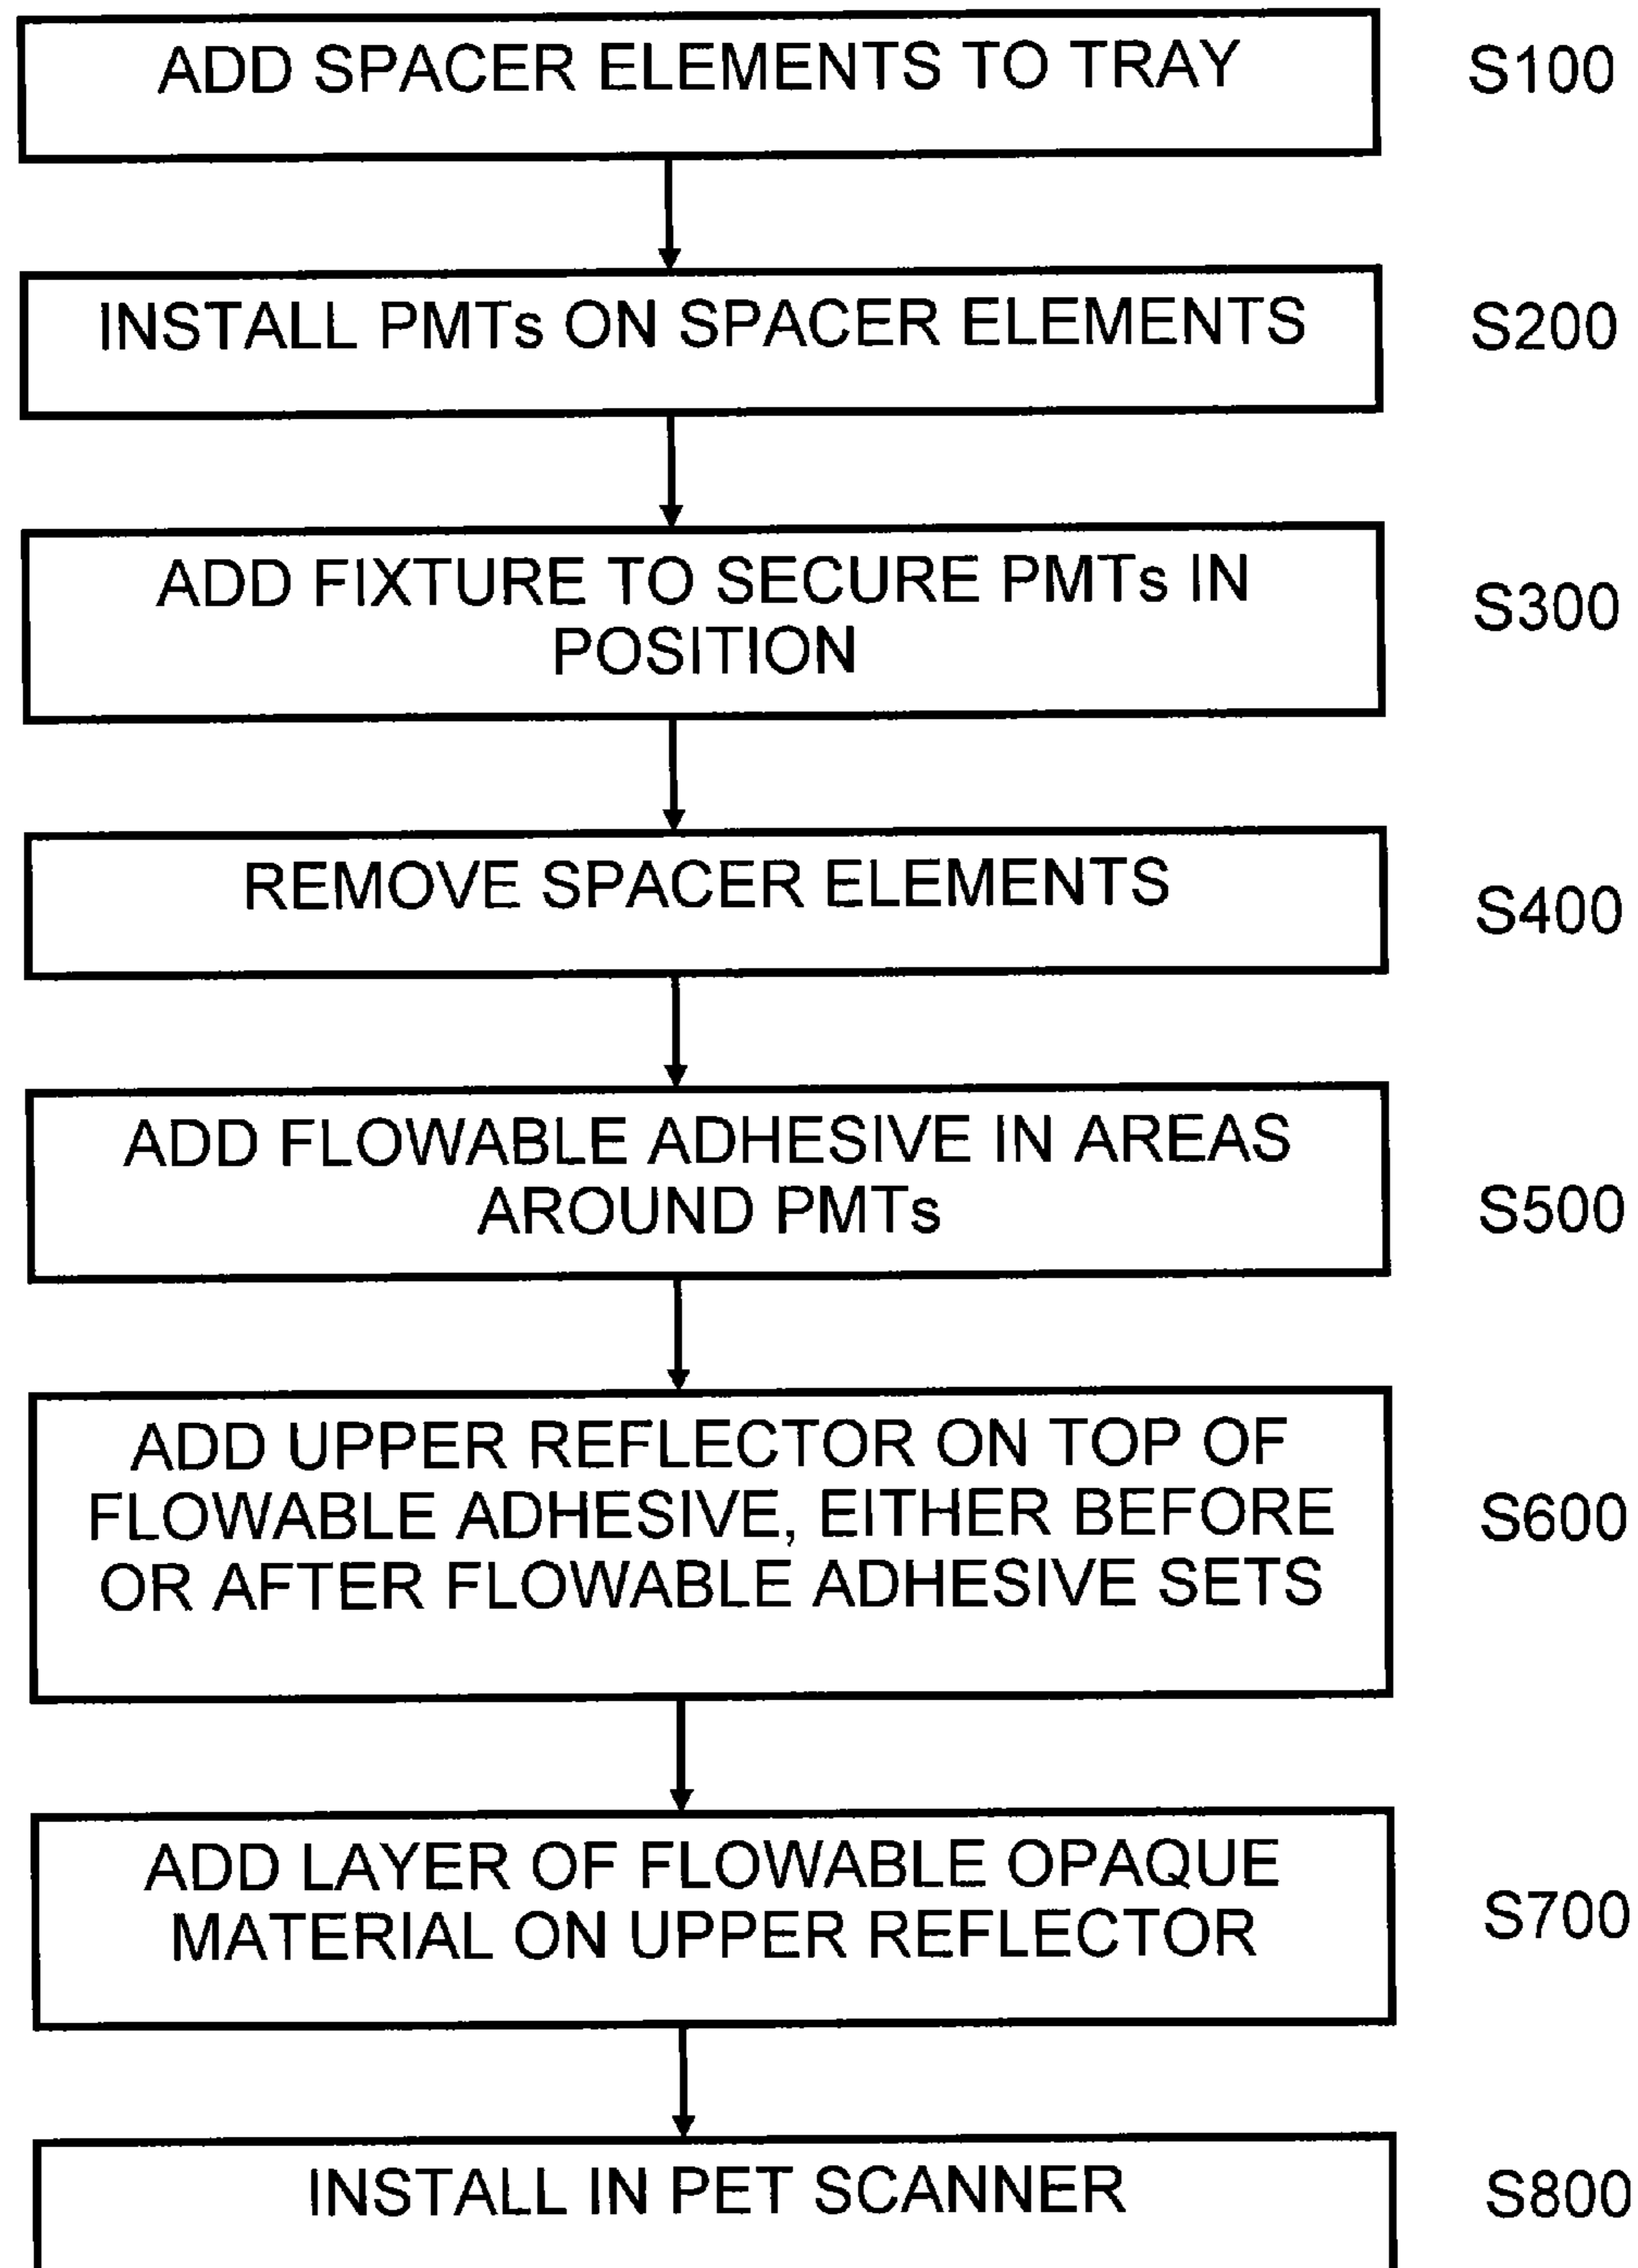 ADD SPACER ELEMENTS TO TRAY
S100
INSTALL PMTs ON SPACER ELEMENTS
S200
ADD FIXTURE TO SECURE PMTs IN
POSITION
S300
REMOVE SPACER ELEMENTS
S400
ADD FLOWABLE ADHESIVE IN AREAS
AROUND PMTs
S500
ADD UPPER REFLECTOR ON TOP OF
FLOWABLE ADHESIVE, EITHER BEFORE
OR AFTER FLOWABLE ADHESIVE SETS
S600
ADD LAYER OF FLOWABLE OPAQUE
MATERIAL ON UPPER REFLECTOR
S700
INSTALL IN PET SCANNER
S800